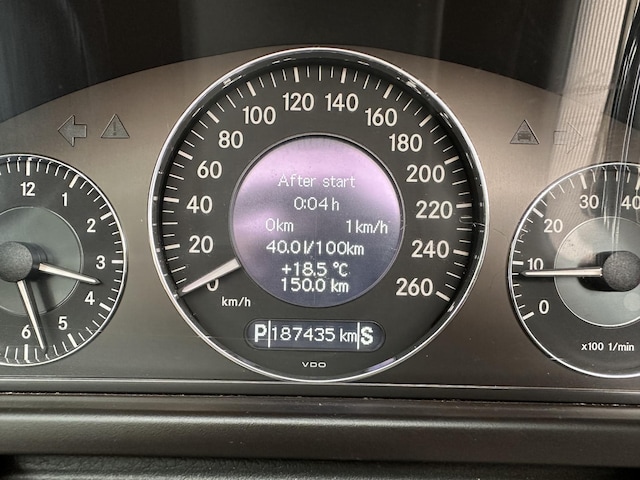 12
1
2
3
4
5
6
0
20
40
60
80
100
120
140
160
180
200
220
240
260
km/h
After start
0:04 h
0km 1km/h
40.0l/100km
+18.5 °C
150.0 km
P 187435 km S
VDO
0
10
20
30
40
x100 1/min